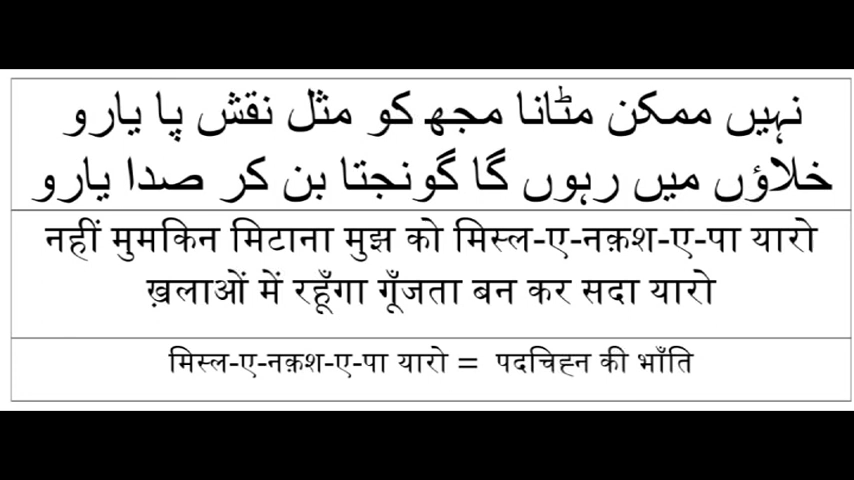 نہیں ممکن مٹانا مجھ کو مثل نقش پا یارو
خلاؤں میں رہوں گا گونجتا بن کر صدا یارو
नहीं मुमकिन मिटाना मुझ को मिस्ल-ए-नक़श-ए-पा यारो
ख़लाओं में रहूँगा गूँजता बन कर सदा यारो
मिस्ल-ए-नक़श-ए-पा यारो = पदचिह्न की भाँति